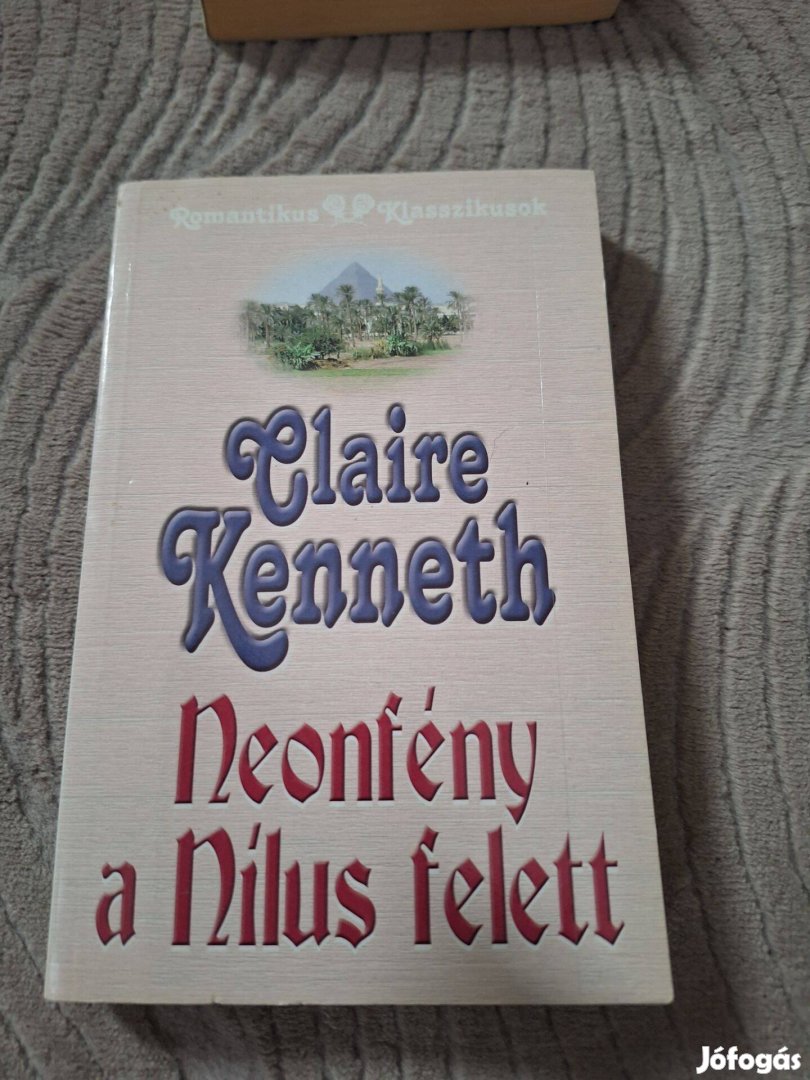 Romantikus Klasszikusok
Claire
Kenneth
Neonfény
a Nílus felett
Jófogás